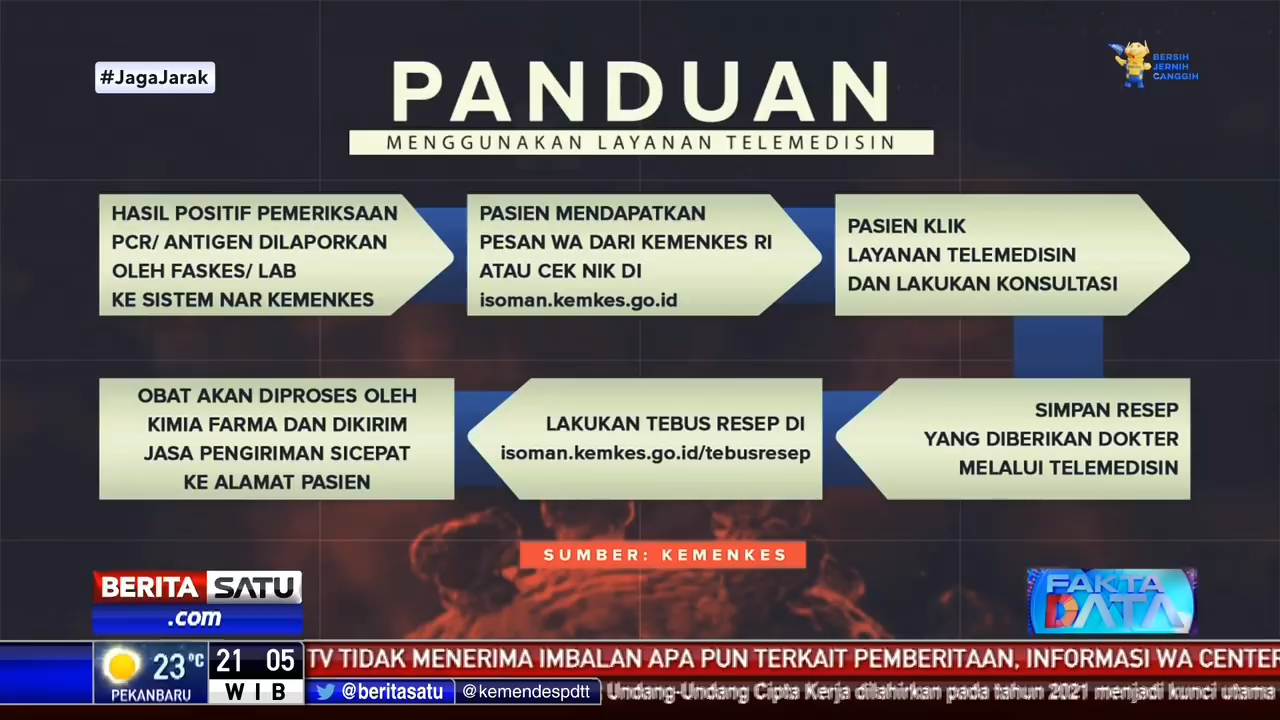 #JagaJarak
BERSIH
JERNIH
CANGGIH
PANDUAN
MENGGUNAKAN LAYANAN TELEMEDISIN
HASIL POSITIF PEMERIKSAAN
PCR/ ANTIGEN DILAPORKAN
OLEH FASKES/ LAB
KE SISTEM NAR KEMENKES
PASIEN MENDAPATKAN
PESAN WA DARI KEMENKES RI
ATAU CEK NIK DI
isoman.kemkes.go.id
PASIEN KLIK
LAYANAN TELEMEDISIN
DAN LAKUKAN KONSULTASI
SIMPAN RESEP
YANG DIBERIKAN DOKTER
MELALUI TELEMEDISIN
LAKUKAN TEBUS RESEP DI
isoman.kemkes.go.id/tebusresep
OBAT AKAN DIPROSES OLEH
KIMIA FARMA DAN DIKIRIM
JASA PENGIRIMAN SICEPAT
KE ALAMAT PASIEN
SUMBER: KEMENKES
BERITA SATU
.com
FAKTA
DATA
23°C
PEKANBARU
21 05
WIB
TV TIDAK MENERIMA IMBALAN APA PUN TERKAIT PEMBERITAAN, INFORMASI WA CENTER
@beritasatu
@kemendespdtt
Undang-Undang Cipta Kerja dilahirkan pada tahun 2021 menjadi kunci utama